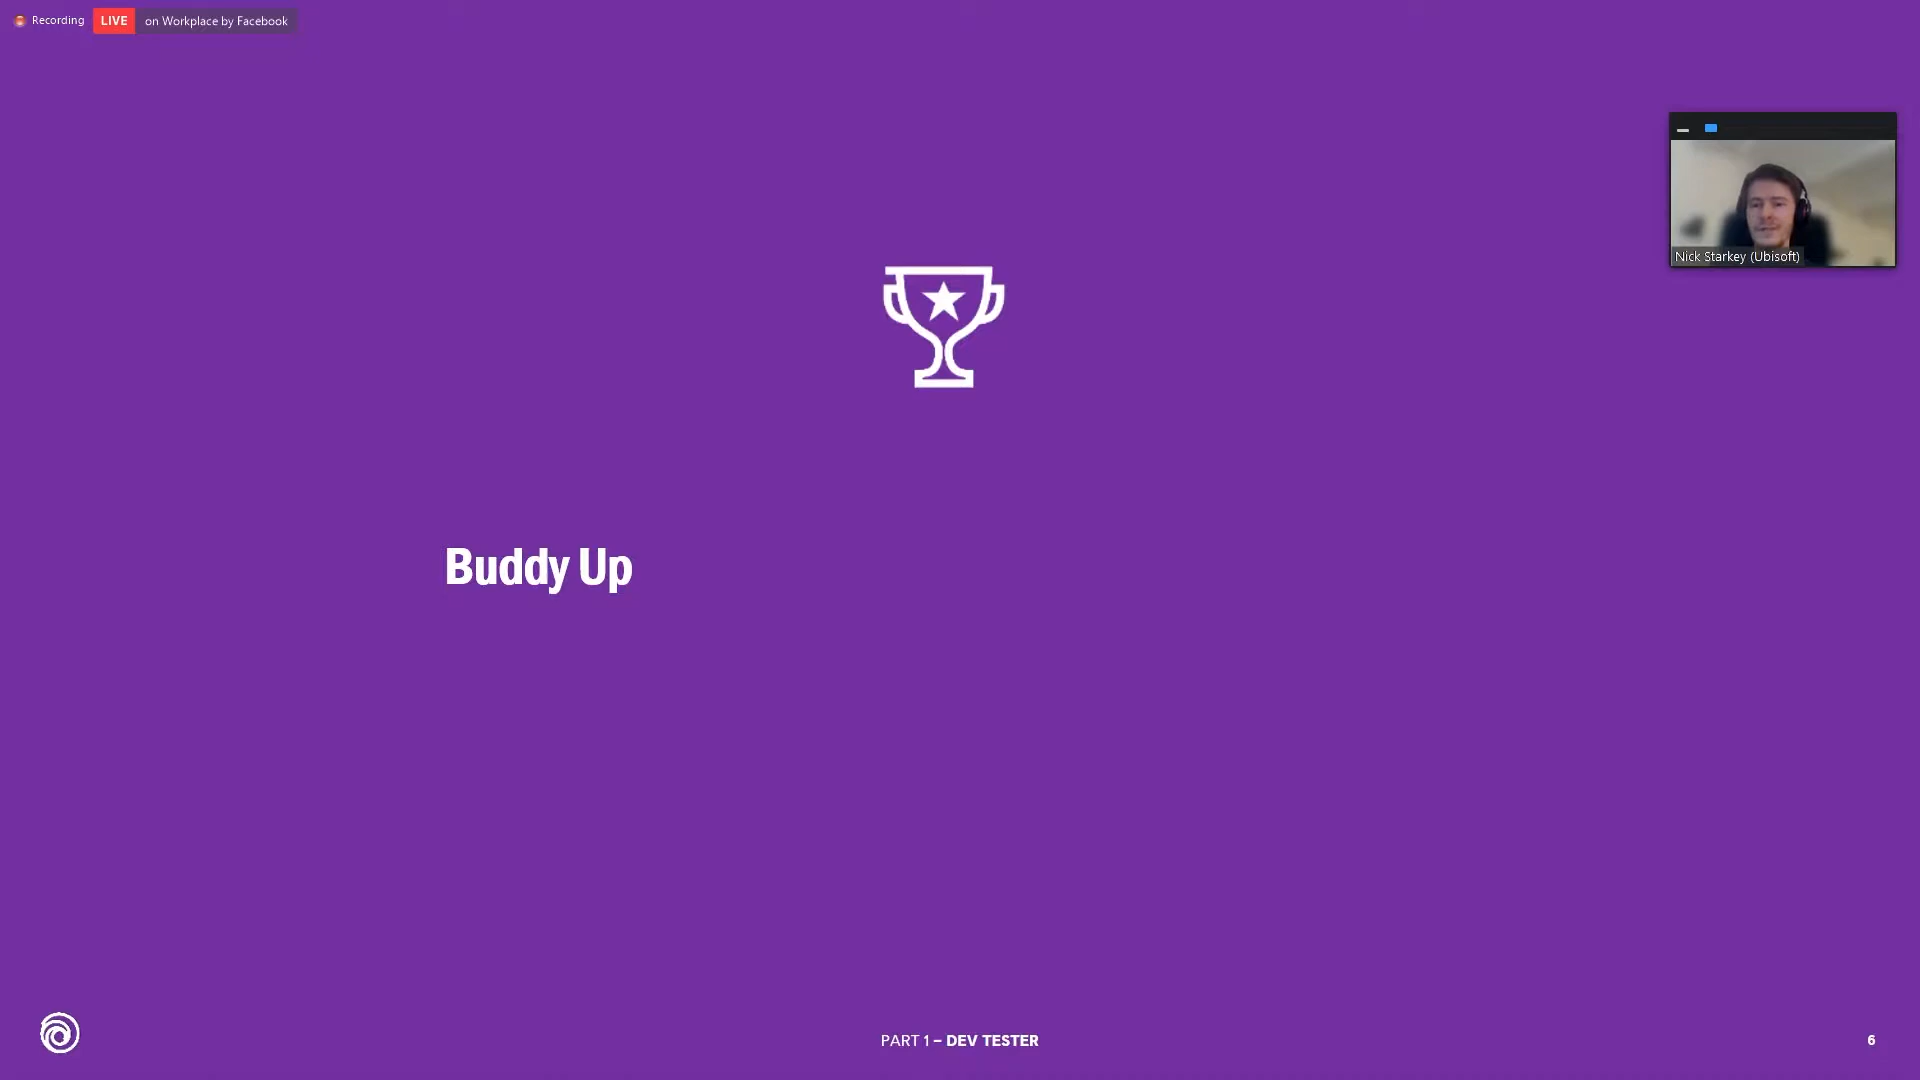 Recording LIVE on Workplace by Facebook
Nick Starkey (Ubisoft)
Buddy Up
PART 1 – DEV TESTER
6